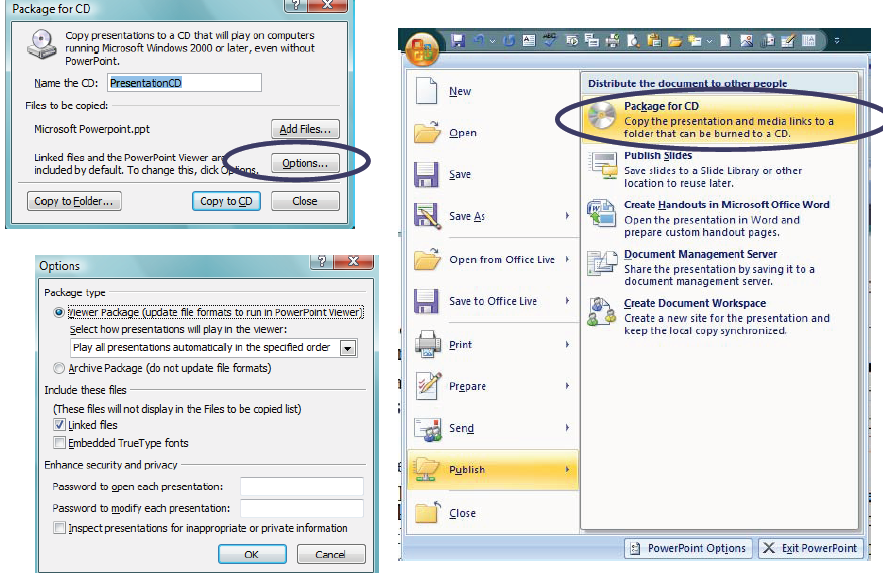 Package for CD
Copy presentations to a CD that will play on computers
running Microsoft Windows 2000 or later, even without
PowerPoint.
Name the CD: PresentationCD
Files to be copied:
Microsoft Powerpoint.ppt
Add Files...
Linked files and the PowerPoint Viewer are
included by default. To change this, click Options.
Options...
Copy to Folder... Copy to CD Close
Options
Package type
Viewer Package (update file formats to run in PowerPoint Viewer)
Select how presentations will play in the viewer:
Play all presentations automatically in the specified order
Archive Package (do not update file formats)
Include these files
(These files will not display in the Files to be copied list)
Linked files
Embedded TrueType fonts
Enhance security and privacy
Password to open each presentation:
Password to modify each presentation:
Inspect presentations for inappropriate or private information
OK Cancel
New
Open
Save
Save As
Open from Office Live
Save to Office Live
Print
Prepare
Send
Publish
Close
Distribute the document to other people
Package for CD
Copy the presentation and media links to a
folder that can be burned to a CD.
Publish Slides
Save slides to a Slide Library or other
location to reuse later.
Create Handouts in Microsoft Office Word
Open the presentation in Word and
prepare custom handout pages.
Document Management Server
Share the presentation by saving it to a
document management server.
Create Document Workspace
Create a new site for the presentation and
keep the local copy synchronized.
PowerPoint Options X Exit PowerPoint